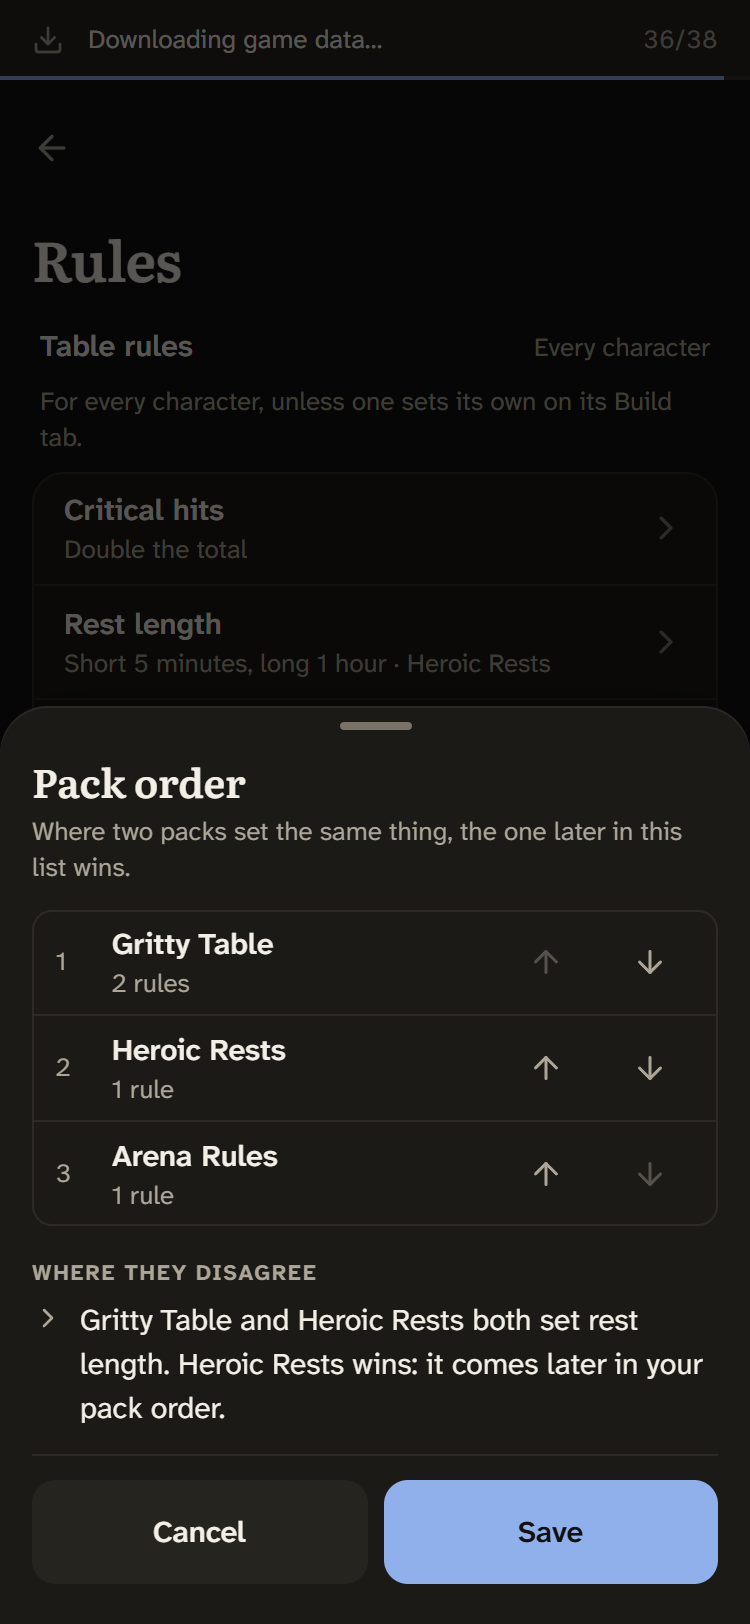 Downloading game data... 36/38
Rules
Table rules Every character
For every character, unless one sets its own on its Build
tab.
Critical hits
Double the total
Rest length
Short 5 minutes, long 1 hour · Heroic Rests
Pack order
Where two packs set the same thing, the one later in this
list wins.
1 Gritty Table
2 rules
2 Heroic Rests
1 rule
3 Arena Rules
1 rule
WHERE THEY DISAGREE
Gritty Table and Heroic Rests both set rest
length. Heroic Rests wins: it comes later in your
pack order.
Cancel Save